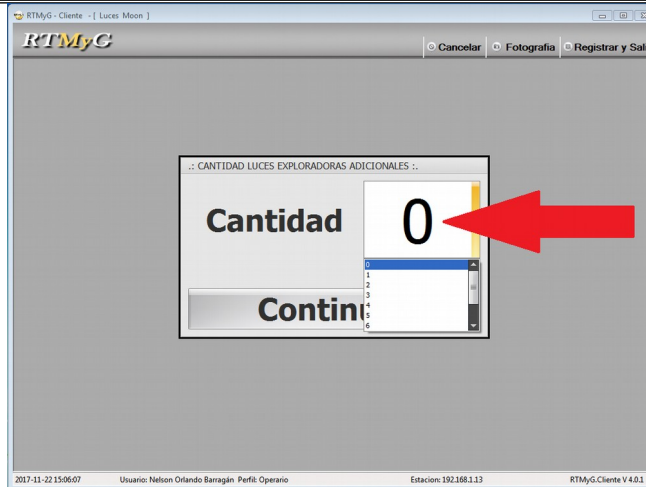 RTMyG - Cliente - [ Luces Moon ]
RTMyG
Cancelar Fotografia Registrar y Sali
.: CANTIDAD LUCES EXPLORADORAS ADICIONALES :.
Cantidad 0
0
1
2
3
4
5
6
Continu
2017-11-22 15:06:07 Usuario: Nelson Orlando Barragán Perfil: Operario Estacion: 192.168.1.13 RTMyG.Cliente V 4.0.1